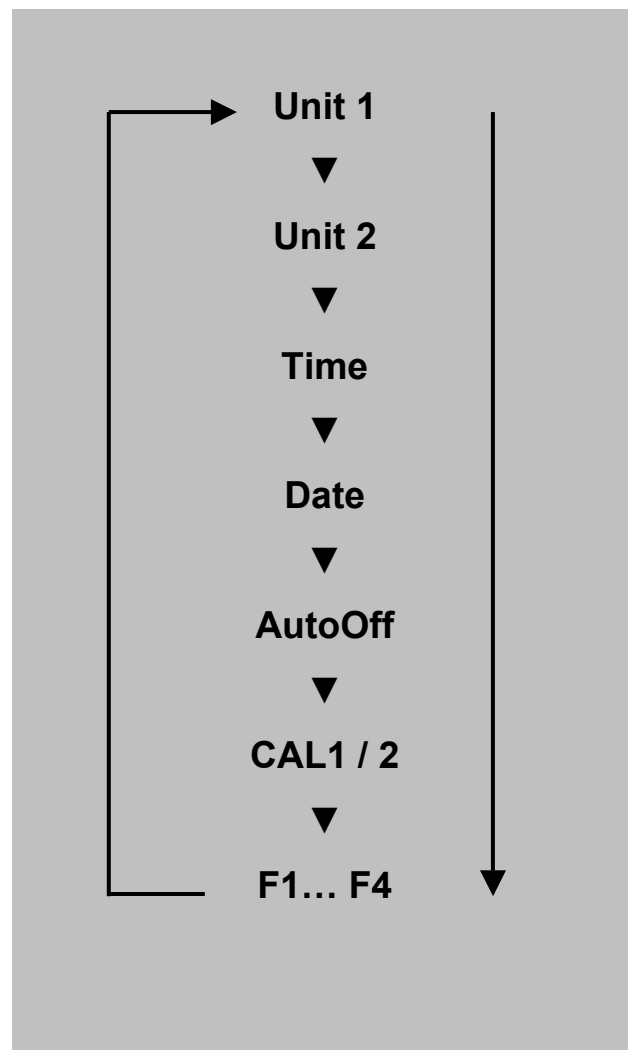 Unit 1
Unit 2
Time
Date
AutoOff
CAL1 / 2
F1… F4